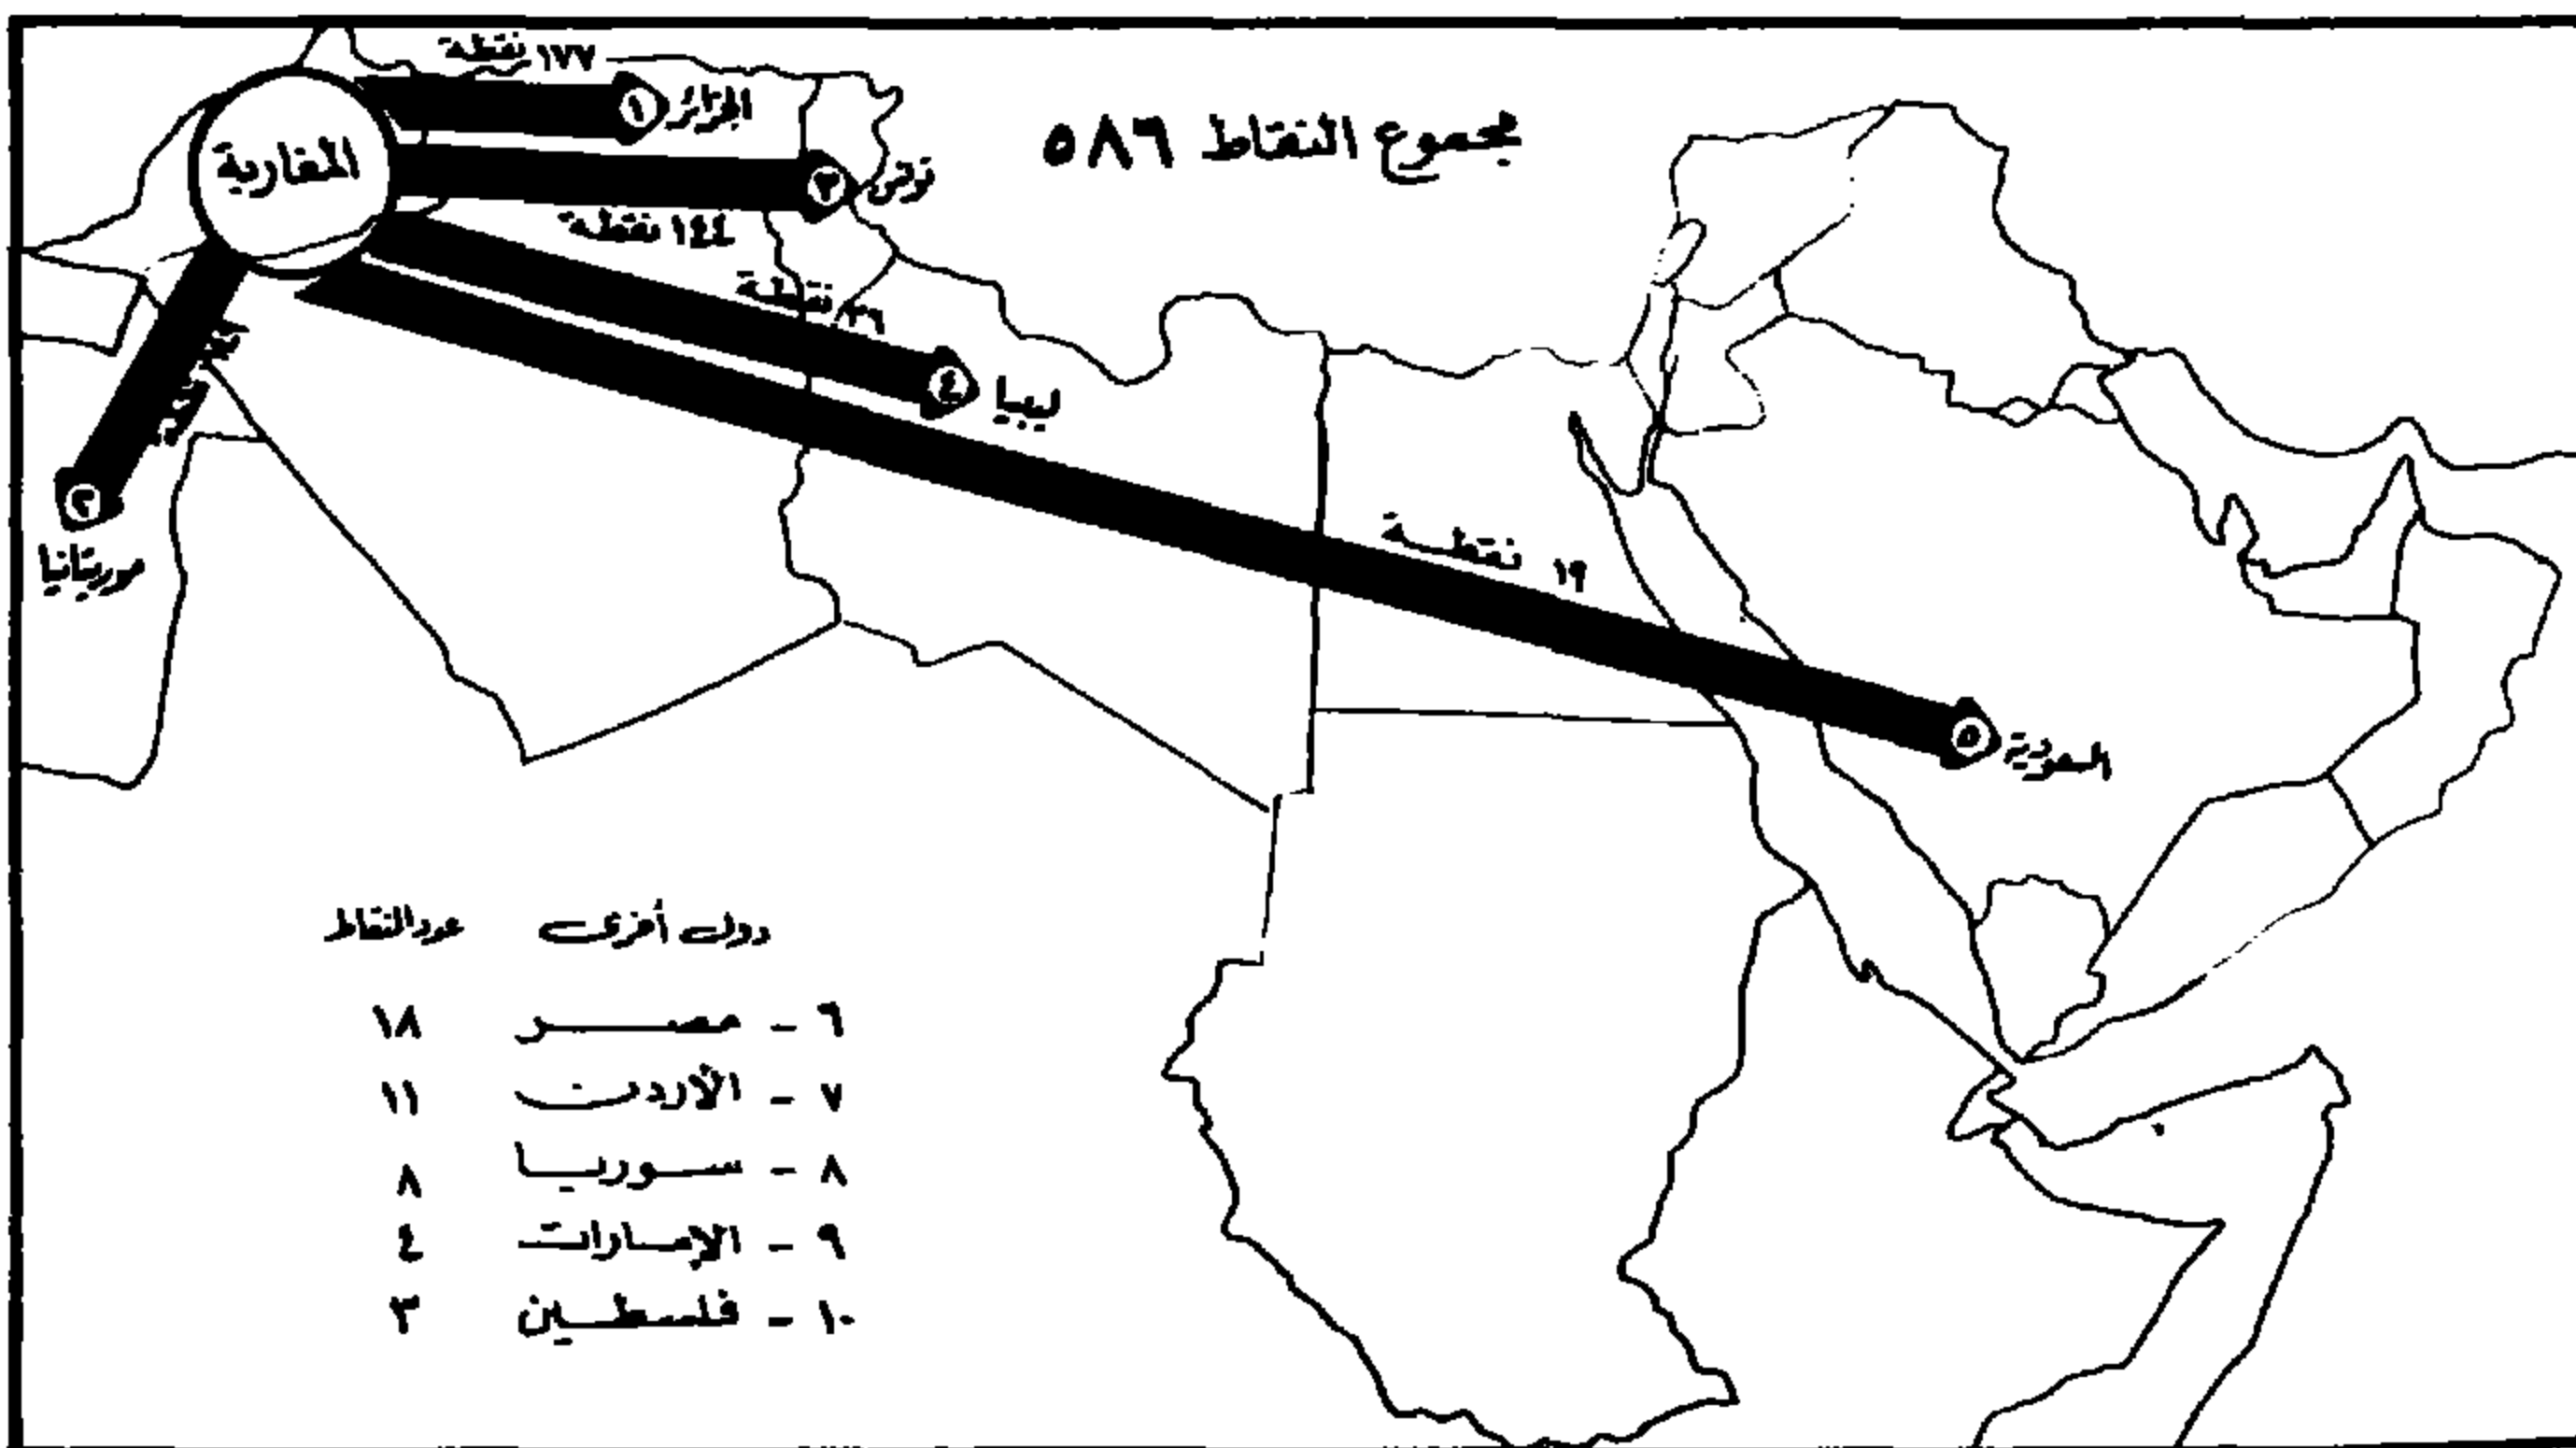 مجموع النقاط ٥٨٦
المغاربة
١٧٧ نقطة
١ الجزائر
٣ تونس
١٤٤ نقطة
٣٦ نقطة
٤ ليبيا
٢
موريتانيا
١٩ نقطة
٥ السعودية
دول أخرى عدد النقاط
٦ - مصر ١٨
٧ - الأردن ١١
٨ - سوريا ٨
٩ - الإمارات ٤
١٠ - فلسطين ٣